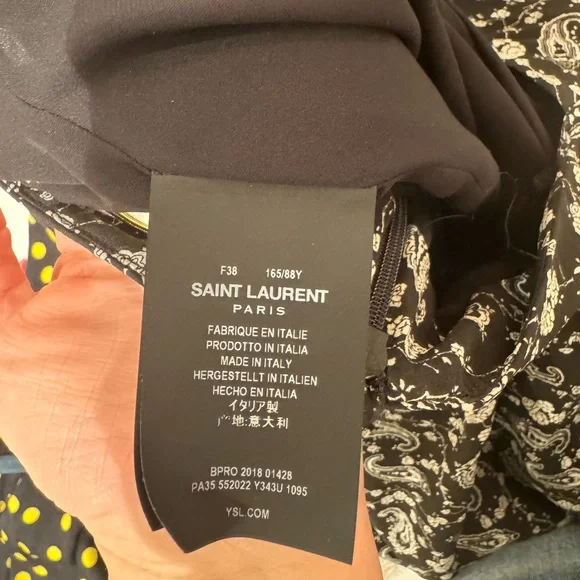 F38 165/88Y
SAINT LAURENT
PARIS
FABRIQUE EN ITALIE
PRODOTTO IN ITALIA
MADE IN ITALY
HERGESTELLT IN ITALIEN
HECHO EN ITALIA
イタリア製
地:意大利
BPRO 2018 01428
PA35 552022 Y343U 1095
YSL.COM